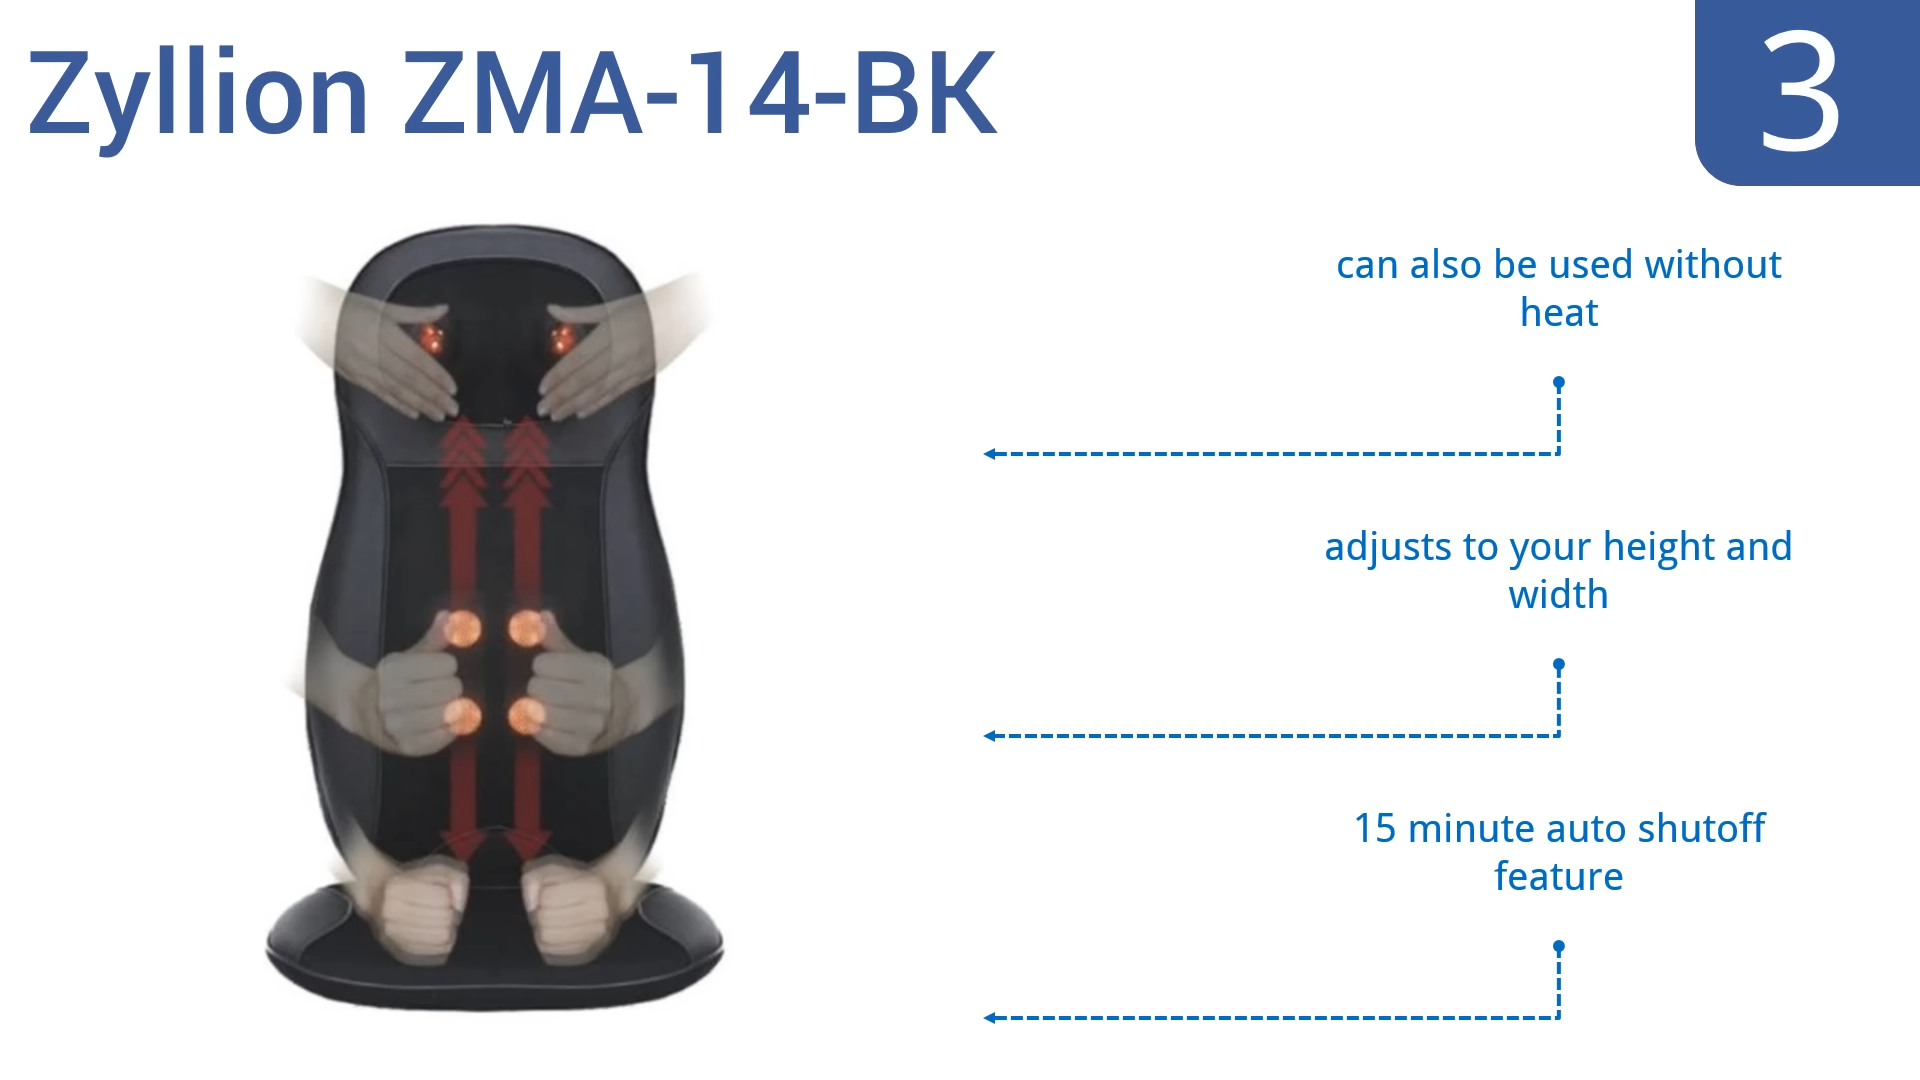 Zyllion ZMA-14-BK
3
can also be used without
heat
adjusts to your height and
width
15 minute auto shutoff
feature